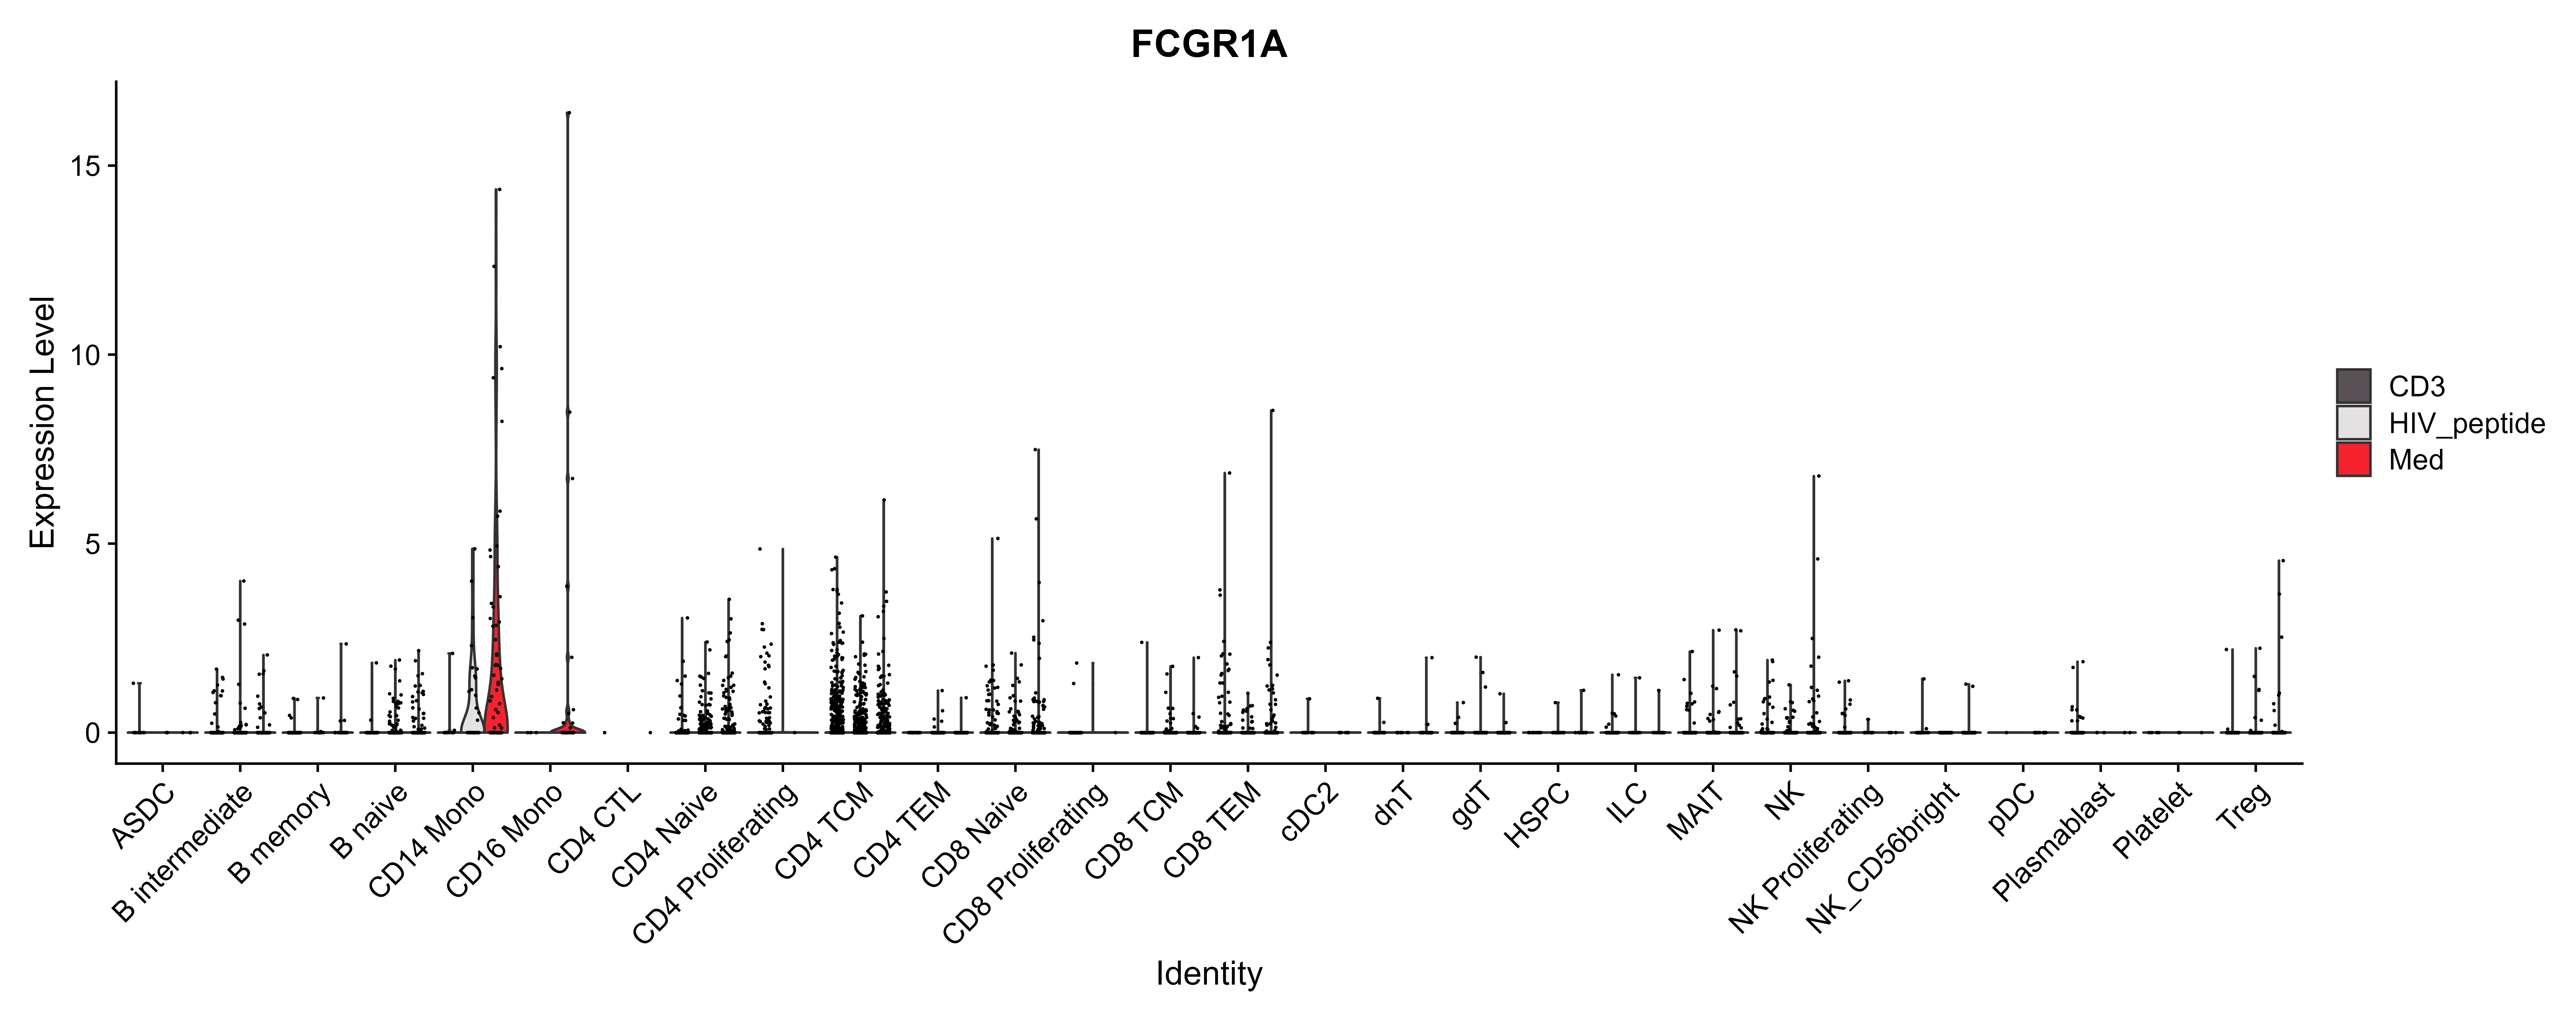 FCGR1A
Expression Level
15
10
5
0
ASDC
B intermediate
B memory
B naive
CD14 Mono
CD16 Mono
CD4 CTL
CD4 Naive
CD4 Proliferating
CD4 TCM
CD4 TEM
CD8 Naive
CD8 Proliferating
CD8 TCM
CD8 TEM
cDC2
dnT
gdT
HSPC
ILC
MAIT
NK
NK Proliferating
NK_CD56bright
pDC
Plasmablast
Platelet
Treg
Identity
CD3
HIV_peptide
Med